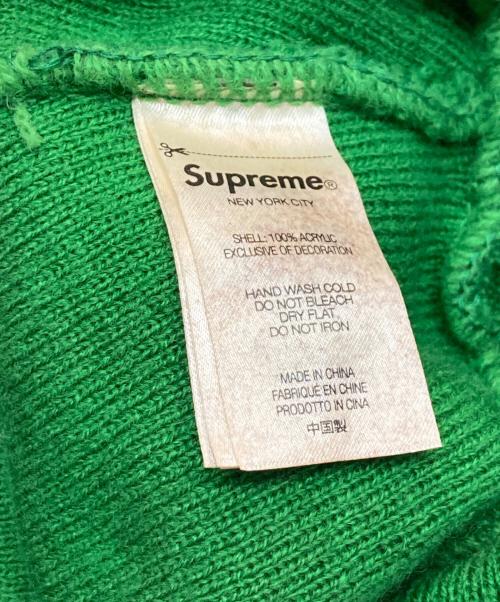 Supreme®
NEW YORK CITY
SHELL: 100% ACRYLIC
EXCLUSIVE OF DECORATION
HAND WASH COLD
DO NOT BLEACH
DRY FLAT
DO NOT IRON
MADE IN CHINA
FABRIQUÉ EN CHINE
PRODOTTO IN CINA
中国製